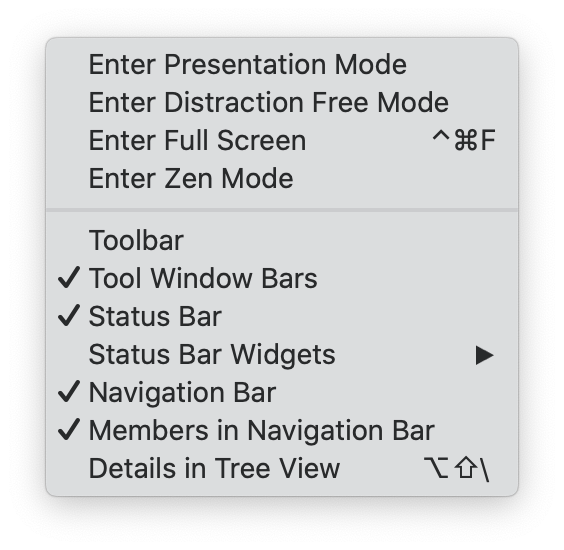 Enter Presentation Mode
Enter Distraction Free Mode
Enter Full Screen ^⌘F
Enter Zen Mode
Toolbar
✓ Tool Window Bars
✓ Status Bar
Status Bar Widgets ▶
✓ Navigation Bar
✓ Members in Navigation Bar
Details in Tree View ⌥⇧\